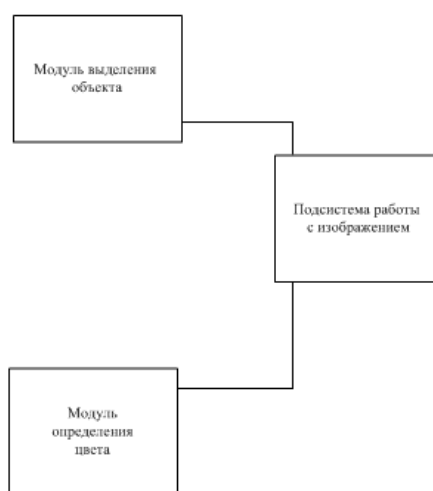 Модуль выделения
объекта
Подсистема работы
с изображением
Модуль
определения
цвета